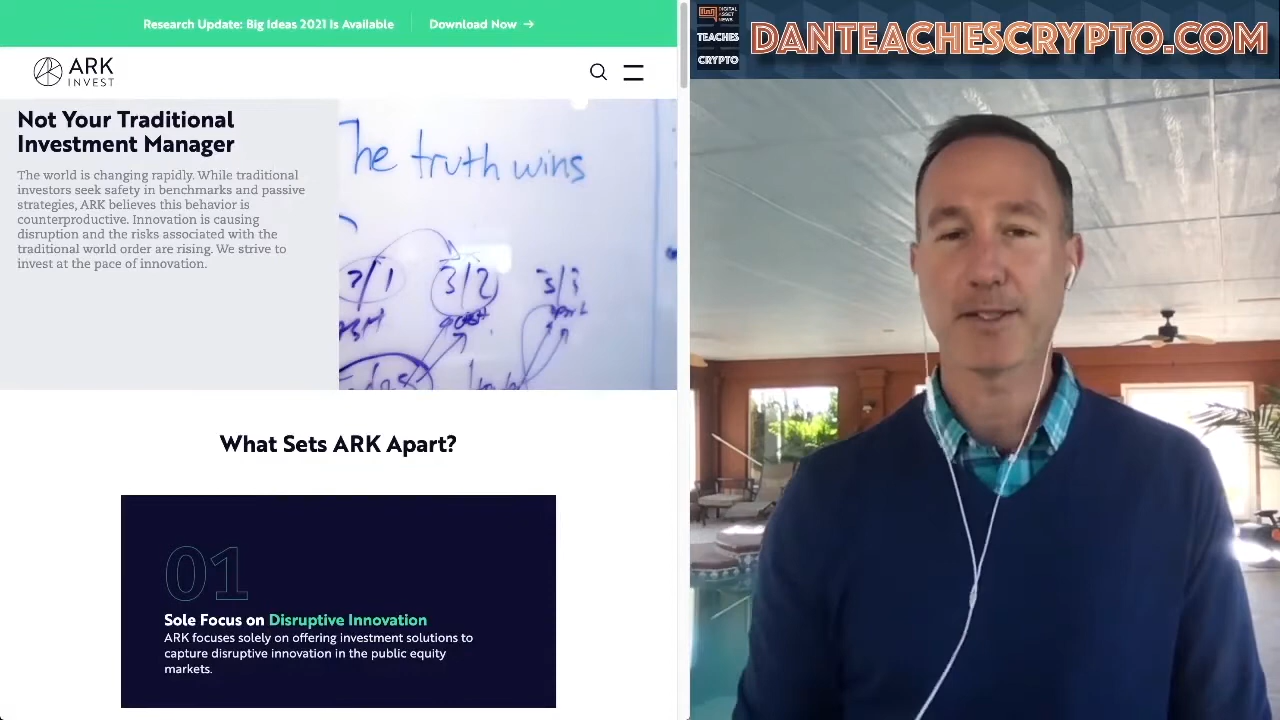 Research Update: Big Ideas 2021 Is Available
Download Now →
ARK
INVEST
Not Your Traditional
Investment Manager
The world is changing rapidly. While traditional
investors seek safety in benchmarks and passive
strategies, ARK believes this behavior is
counterproductive. Innovation is causing
disruption and the risks associated with the
traditional world order are rising. We strive to
invest at the pace of innovation.
he truth wins
3/2
What Sets ARK Apart?
01
Sole Focus on Disruptive Innovation
ARK focuses solely on offering investment solutions to
capture disruptive innovation in the public equity
markets.
DIGITAL
ASSET
NEWS
TEACHES
CRYPTO
DANTEACHESCRYPTO.COM